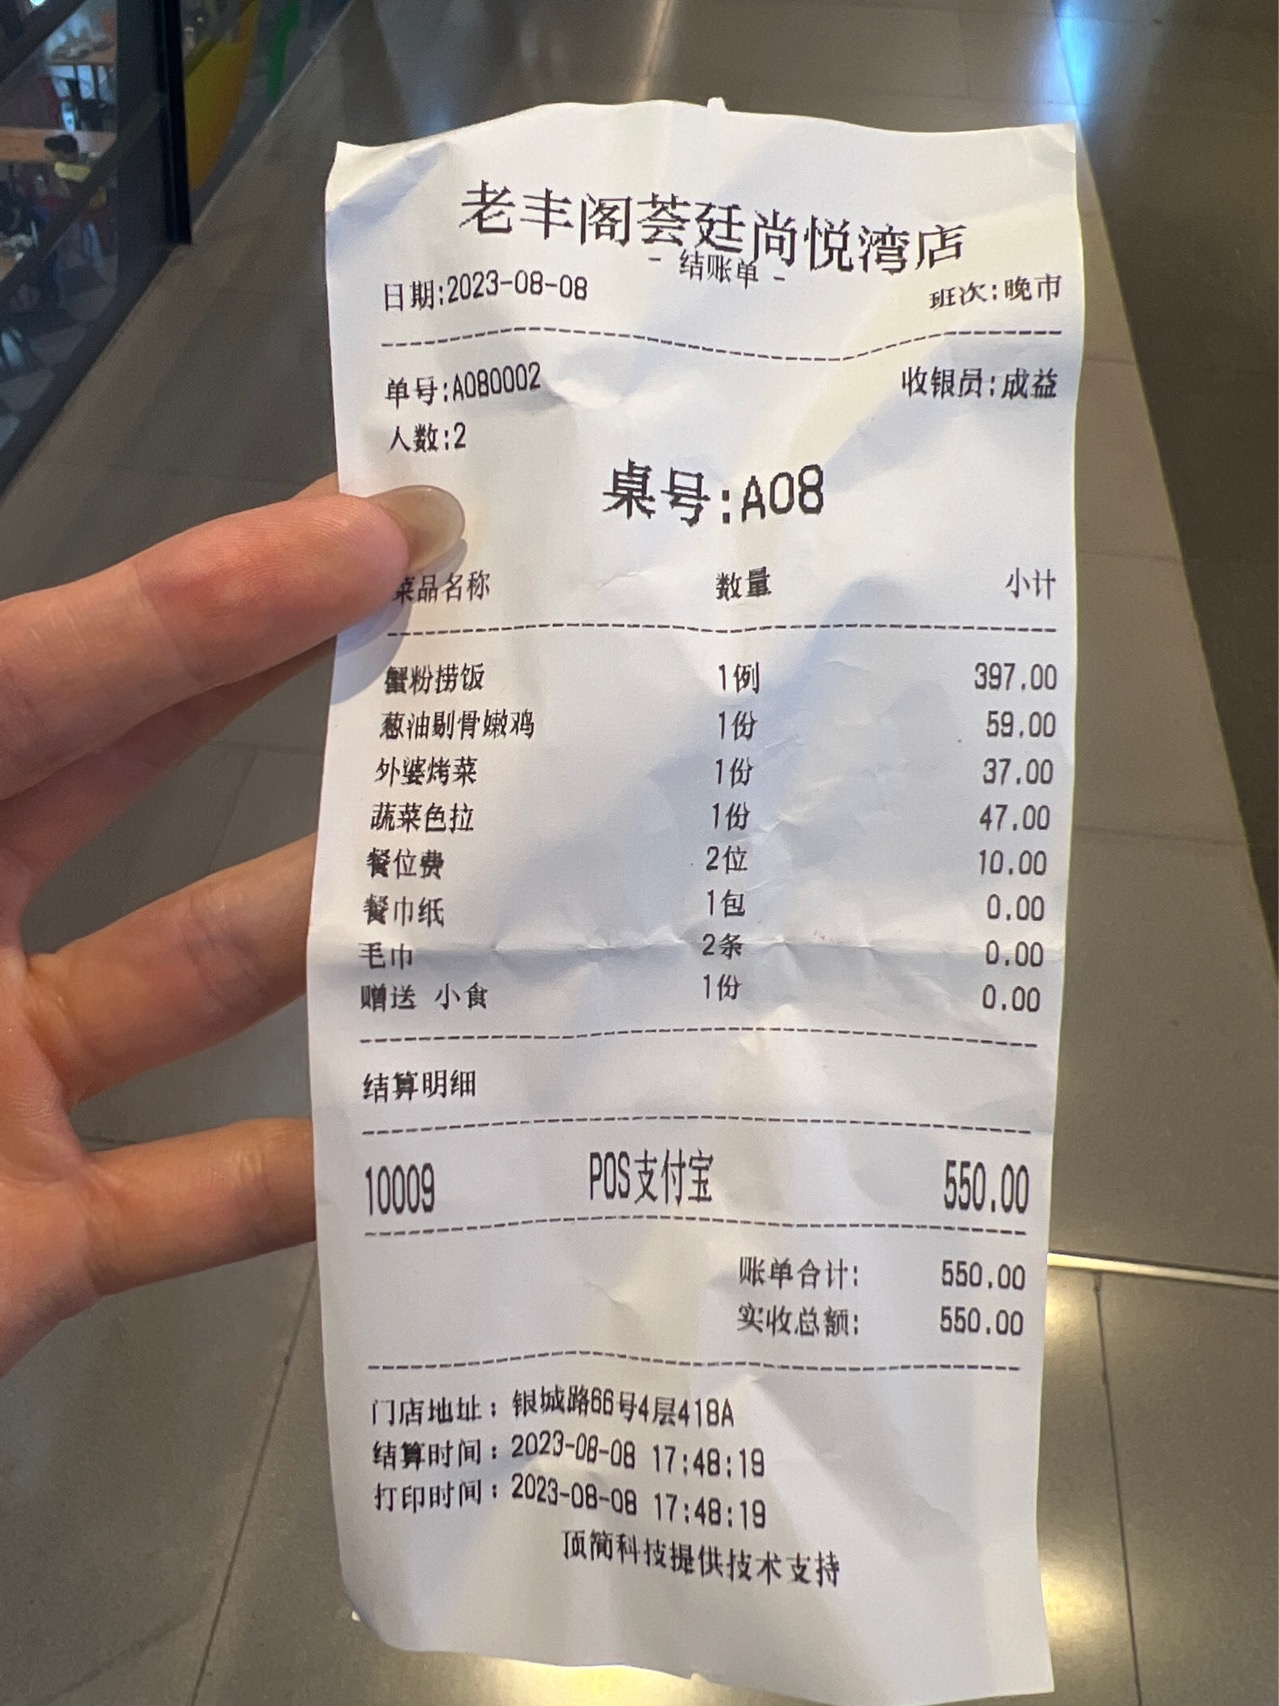 老丰阁荟廷尚悦湾店
- 结账单 -
日期:2023-08-08 班次:晚市
单号:A080002 收银员:成益
人数:2
桌号:A08
菜品名称 数量 小计
蟹粉捞饭 1例 397.00
葱油剔骨嫩鸡 1份 59.00
外婆烤菜 1份 37.00
蔬菜色拉 1份 47.00
餐位费 2位 10.00
餐巾纸 1包 0.00
毛巾 2条 0.00
赠送 小食 1份 0.00
结算明细
10009 POS支付宝 550.00
账单合计: 550.00
实收总额: 550.00
门店地址：银城路66号4层418A
结算时间：2023-08-08 17:48:19
打印时间：2023-08-08 17:48:19
顶简科技提供技术支持